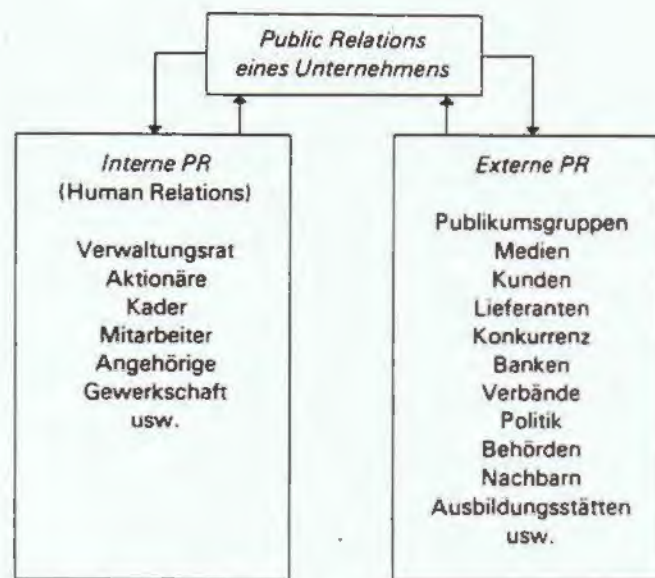 Public Relations
eines Unternehmens
Interne PR
(Human Relations)
Verwaltungsrat
Aktionäre
Kader
Mitarbeiter
Angehörige
Gewerkschaft
usw.
Externe PR
Publikumsgruppen
Medien
Kunden
Lieferanten
Konkurrenz
Banken
Verbände
Politik
Behörden
Nachbarn
Ausbildungsstätten
usw.